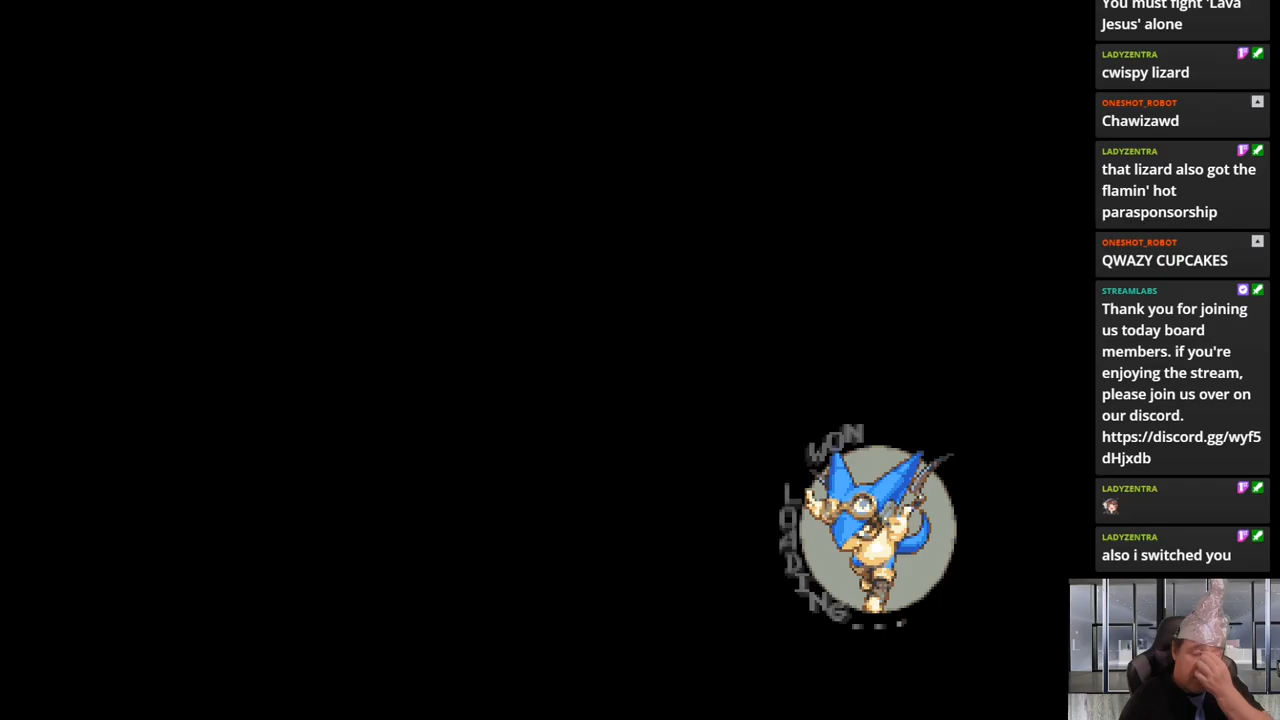 You must fight 'Lava
Jesus' alone
LADYZENTRA
cwispy lizard
ONESHOT_ROBOT
Chawizawd
LADYZENTRA
that lizard also got the
flamin' hot
parasponsorship
ONESHOT_ROBOT
QWAZY CUPCAKES
STREAMLABS
Thank you for joining
us today board
members. if you're
enjoying the stream,
please join us over on
our discord.
https://discord.gg/wyf5
dHjxdb
LADYZENTRA
LADYZENTRA
also i switched you
NOW
LOADING...